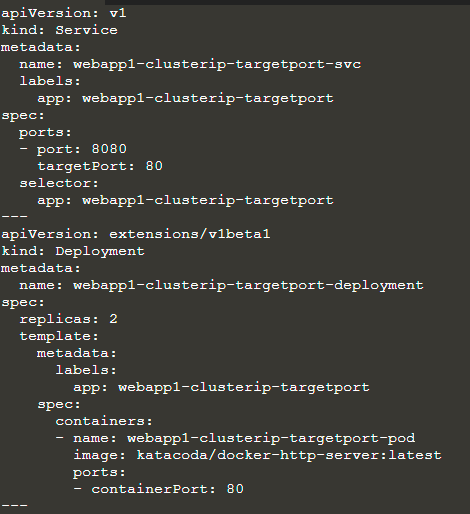 apiVersion: v1
kind: Service
metadata:
  name: webapp1-clusterip-targetport-svc
  labels:
    app: webapp1-clusterip-targetport
spec:
  ports:
  - port: 8080
    targetPort: 80
  selector:
    app: webapp1-clusterip-targetport
---
apiVersion: extensions/v1beta1
kind: Deployment
metadata:
  name: webapp1-clusterip-targetport-deployment
spec:
  replicas: 2
  template:
    metadata:
      labels:
        app: webapp1-clusterip-targetport
    spec:
      containers:
      - name: webapp1-clusterip-targetport-pod
        image: katacoda/docker-http-server:latest
        ports:
        - containerPort: 80
---